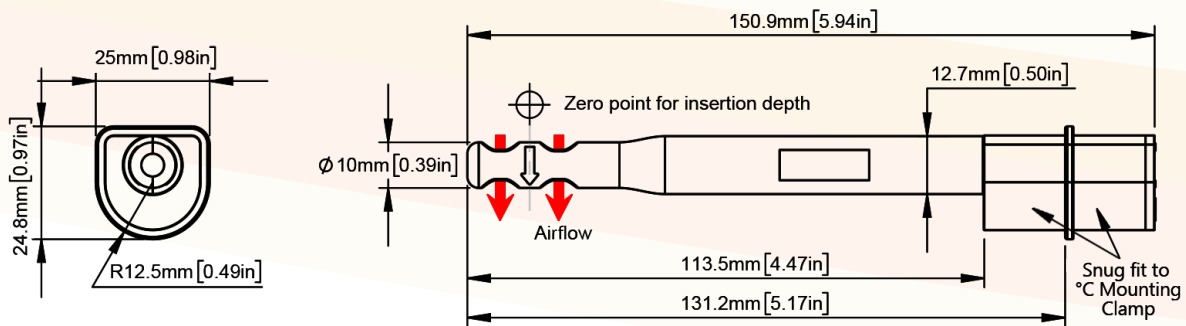 150.9mm[5.94in]
25mm[0.98in]
12.7mm[0.50in]
Zero point for insertion depth
24.8mm[0.97in]
Ø10mm[0.39in]
Airflow
R12.5mm[0.49in]
113.5mm[4.47in]
131.2mm[5.17in]
Snug fit to
°C Mounting
Clamp